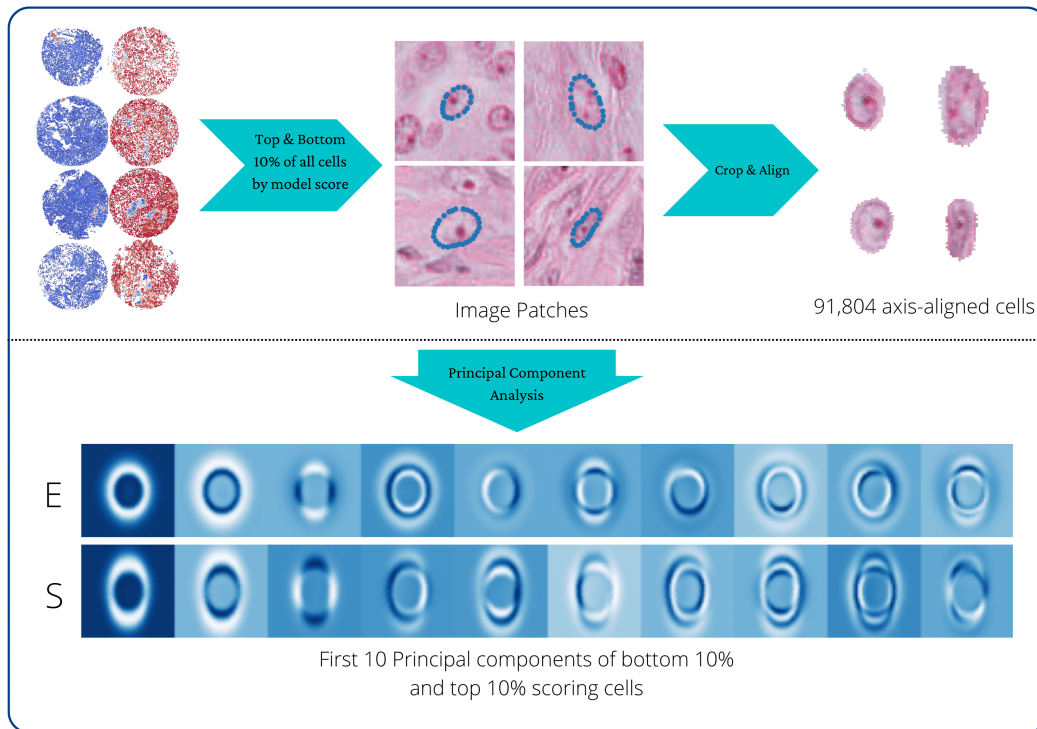 Top & Bottom
10% of all cells
by model score
Crop & Align
Image Patches
91,804 axis-aligned cells
Principal Component
Analysis
E
S
First 10 Principal components of bottom 10%
and top 10% scoring cells